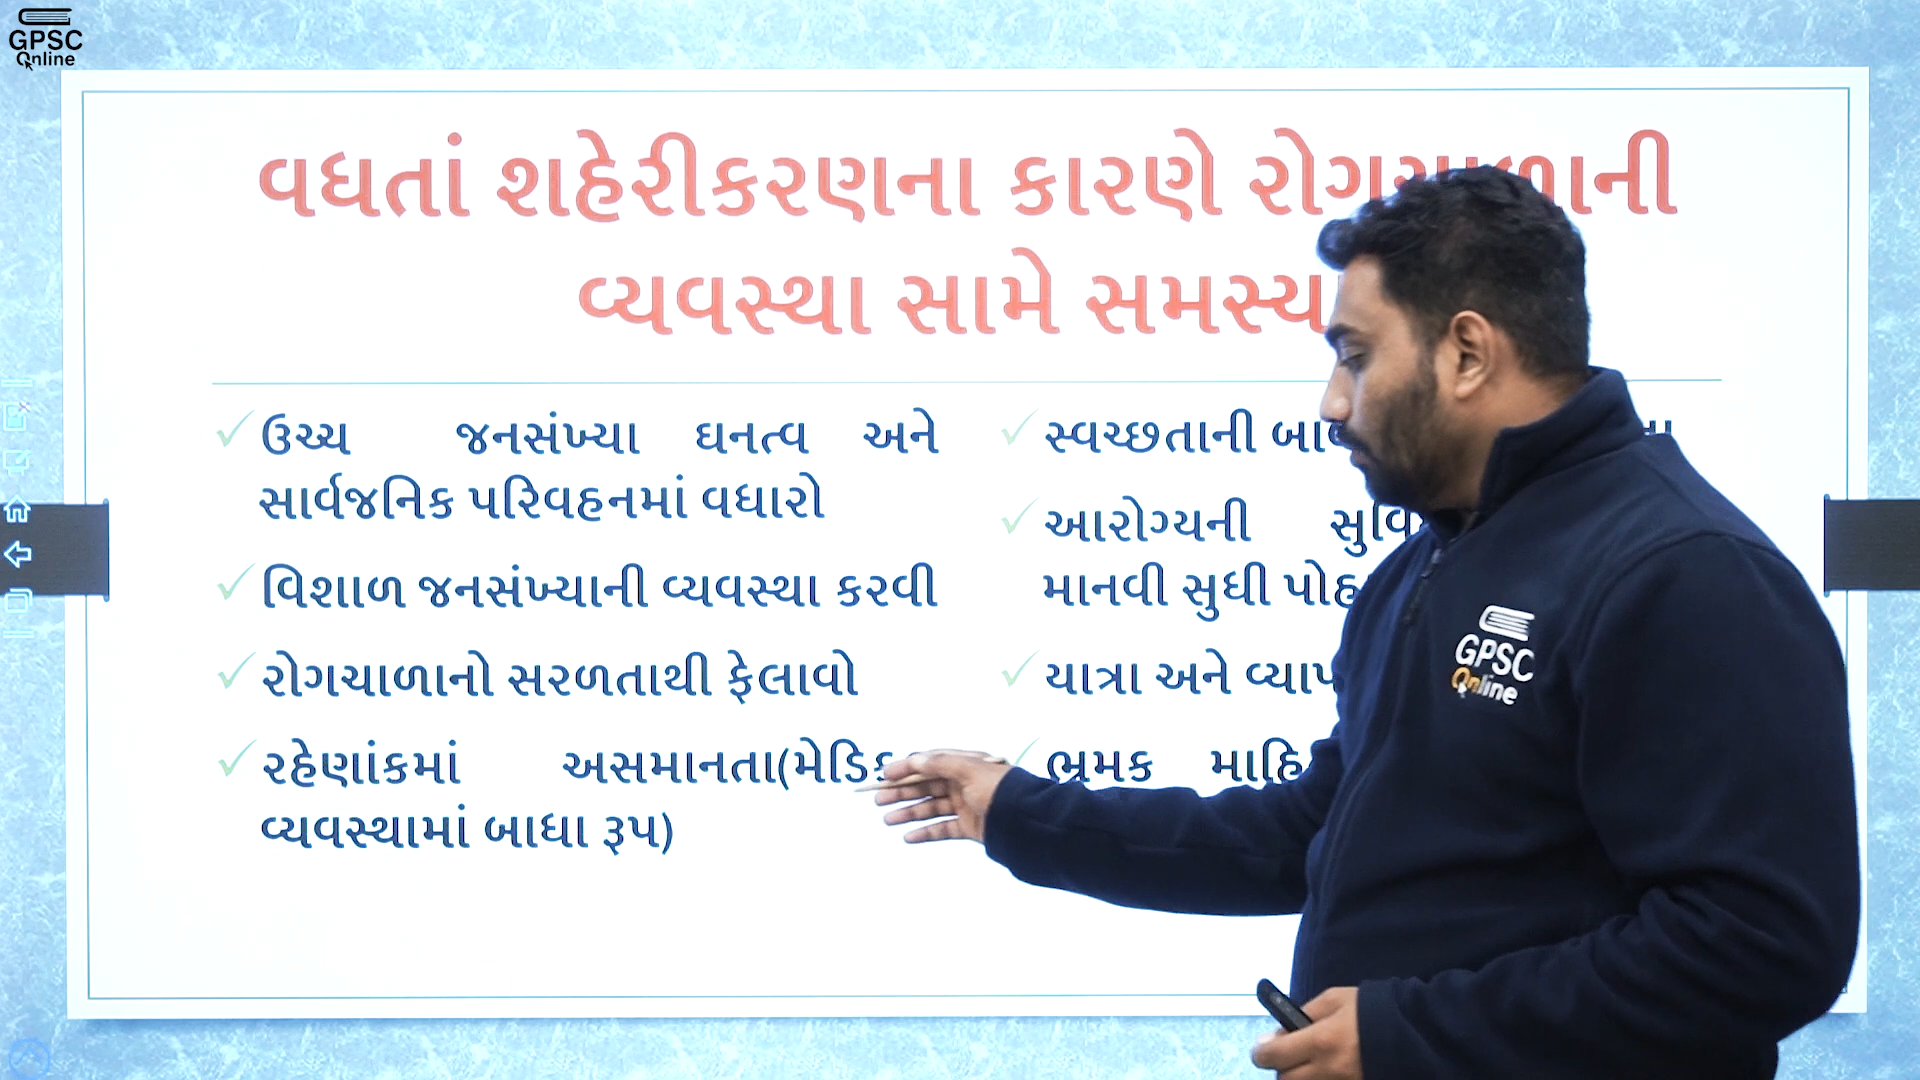 GPSC
Online
વધતાં શહેરીકરણના કારણે
વ્યવસ્થા સામે
ઉચ્ચ જનસંખ્યા ઘનત્વ અને
સાર્વજનિક પરિવહનમાં વધારો
વિશાળ જનસંખ્યાની વ્યવસ્થા કરવી
રોગચાળાનો સરળતાથી ફેલાવો
રહેણાંકમાં અસમાનતા(
વ્યવસ્થામાં બાધા રૂપ)
સ્વચ્છતાની
આરોગ્યની
માનવી સુધી
યાત્રા અને
ભ્રમક
GPSC
Online